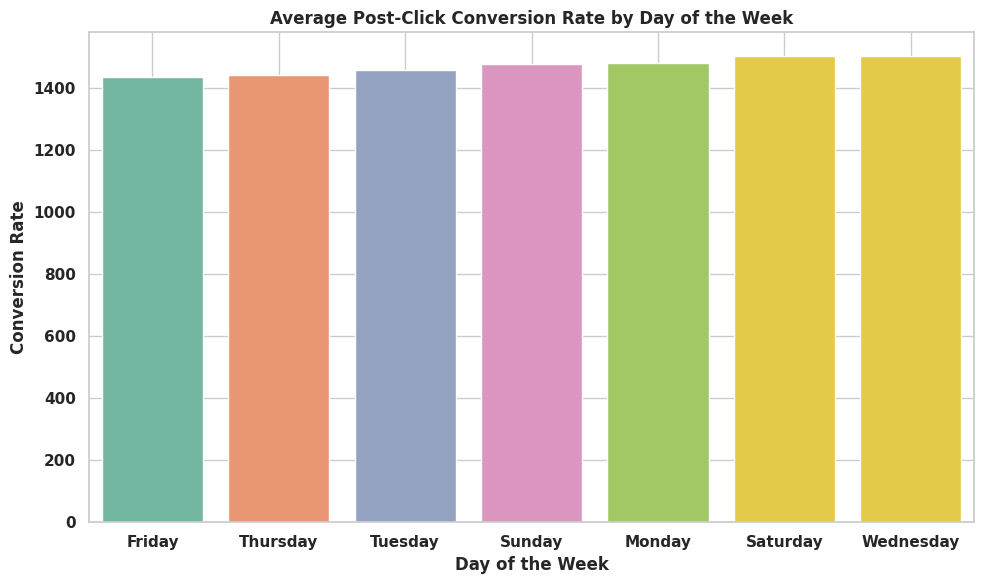 Average Post-Click Conversion Rate by Day of the Week
Conversion Rate
1400
1200
1000
800
600
400
200
0
Friday Thursday Tuesday Sunday Monday Saturday Wednesday
Day of the Week